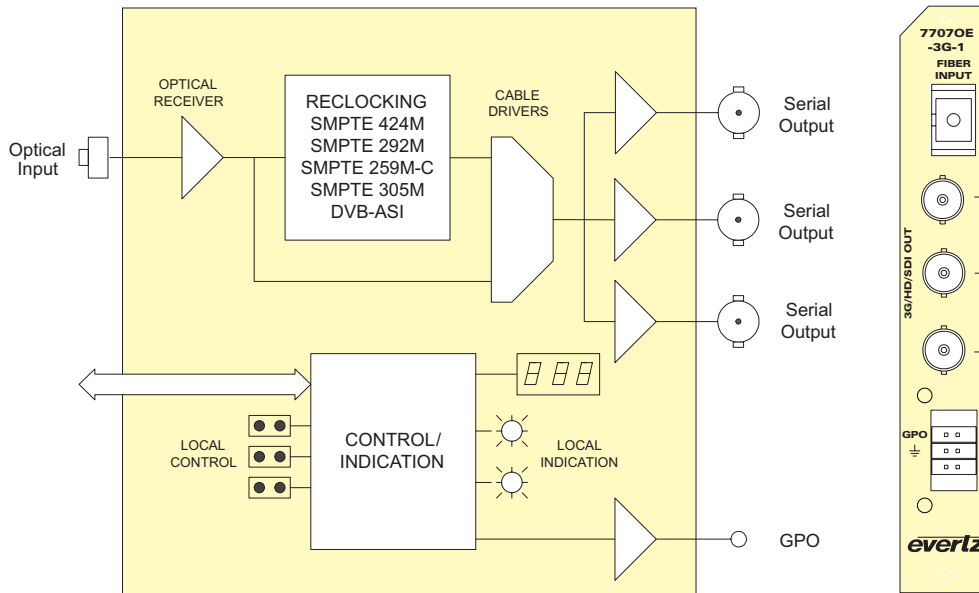 OPTICAL
RECEIVER
RECLOCKING
SMPTE 424M
SMPTE 292M
SMPTE 259M-C
SMPTE 305M
DVB-ASI
CABLE
DRIVERS
Optical
Input
Serial
Output
Serial
Output
Serial
Output
LOCAL
CONTROL
CONTROL/
INDICATION
888
LOCAL
INDICATION
GPO
7707OE
-3G-1
FIBER
INPUT
3G/HD/SDI OUT
GPO
evertz